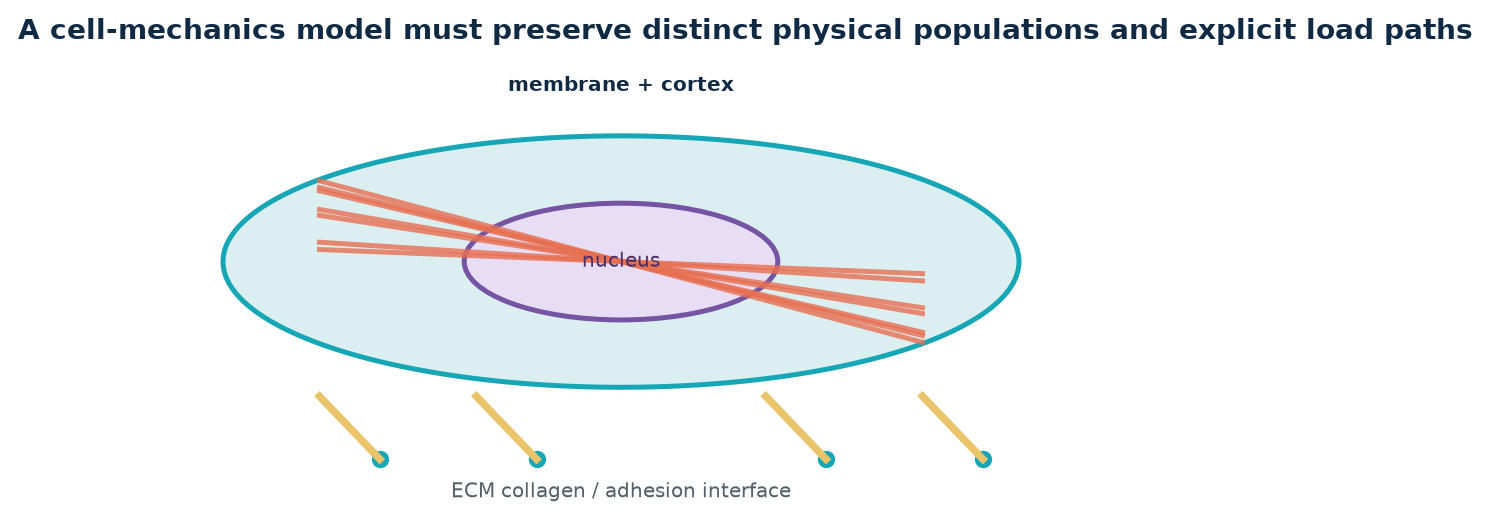 A cell-mechanics model must preserve distinct physical populations and explicit load paths
membrane + cortex
nucleus
ECM collagen / adhesion interface